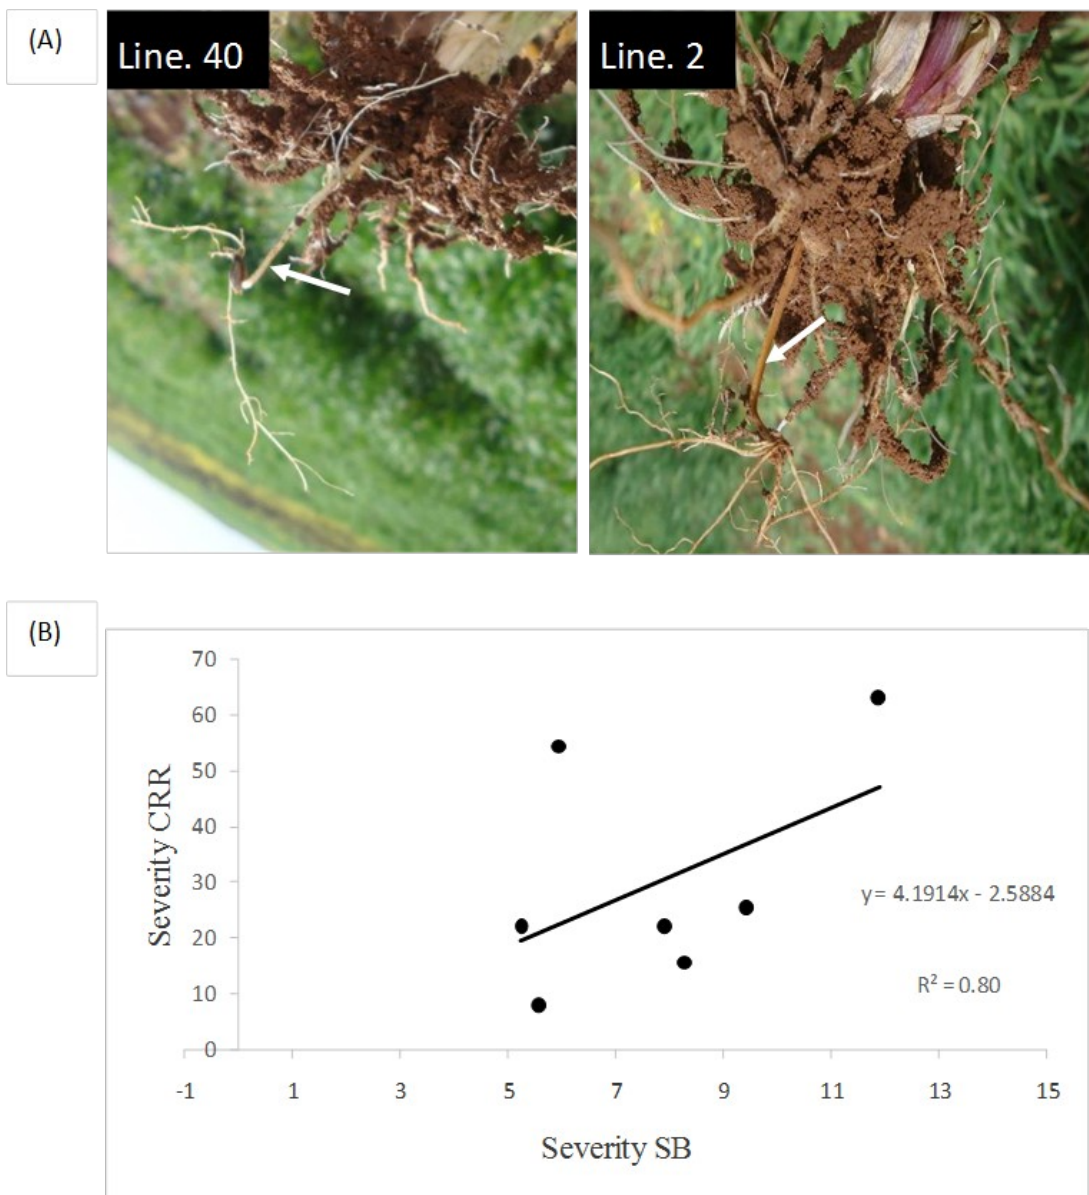 (A)
Line. 40
Line. 2
(B)
70
60
50
40
30
20
10
0
Severity CRR
y = 4.1914x - 2.5884
R² = 0.80
-1 1 3 5 7 9 11 13 15
Severity SB